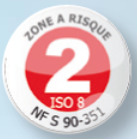 ZONE A RISQUE
2
ISO 8
NF S 90-351